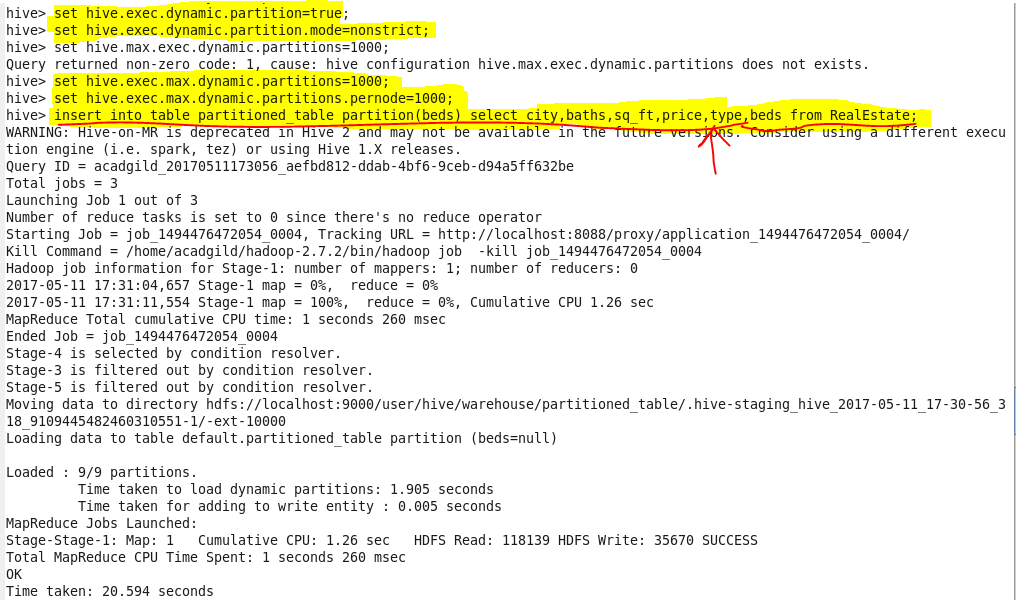 hive> set hive.exec.dynamic.partition=true;
hive> set hive.exec.dynamic.partition.mode=nonstrict;
hive> set hive.max.exec.dynamic.partitions=1000;
Query returned non-zero code: 1, cause: hive configuration hive.max.exec.dynamic.partitions does not exists.
hive> set hive.exec.max.dynamic.partitions=1000;
hive> set hive.exec.max.dynamic.partitions.pernode=1000;
hive> insert into table partitioned_table partition(beds) select city,baths,sq_ft,price,type,beds from RealEstate;
WARNING: Hive-on-MR is deprecated in Hive 2 and may not be available in the future versions. Consider using a different execu
tion engine (i.e. spark, tez) or using Hive 1.X releases.
Query ID = acadgild_20170511173056_aefbd812-ddab-4bf6-9ceb-d94a5ff632be
Total jobs = 3
Launching Job 1 out of 3
Number of reduce tasks is set to 0 since there's no reduce operator
Starting Job = job_1494476472054_0004, Tracking URL = http://localhost:8088/proxy/application_1494476472054_0004/
Kill Command = /home/acadgild/hadoop-2.7.2/bin/hadoop job  -kill job_1494476472054_0004
Hadoop job information for Stage-1: number of mappers: 1; number of reducers: 0
2017-05-11 17:31:04,657 Stage-1 map = 0%,  reduce = 0%
2017-05-11 17:31:11,554 Stage-1 map = 100%,  reduce = 0%, Cumulative CPU 1.26 sec
MapReduce Total cumulative CPU time: 1 seconds 260 msec
Ended Job = job_1494476472054_0004
Stage-4 is selected by condition resolver.
Stage-3 is filtered out by condition resolver.
Stage-5 is filtered out by condition resolver.
Moving data to directory hdfs://localhost:9000/user/hive/warehouse/partitioned_table/.hive-staging_hive_2017-05-11_17-30-56_3
18_9109445482460310551-1/-ext-10000
Loading data to table default.partitioned_table partition (beds=null)
Loaded : 9/9 partitions.
Time taken to load dynamic partitions: 1.905 seconds
Time taken for adding to write entity : 0.005 seconds
MapReduce Jobs Launched:
Stage-Stage-1: Map: 1   Cumulative CPU: 1.26 sec   HDFS Read: 118139 HDFS Write: 35670 SUCCESS
Total MapReduce CPU Time Spent: 1 seconds 260 msec
OK
Time taken: 20.594 seconds